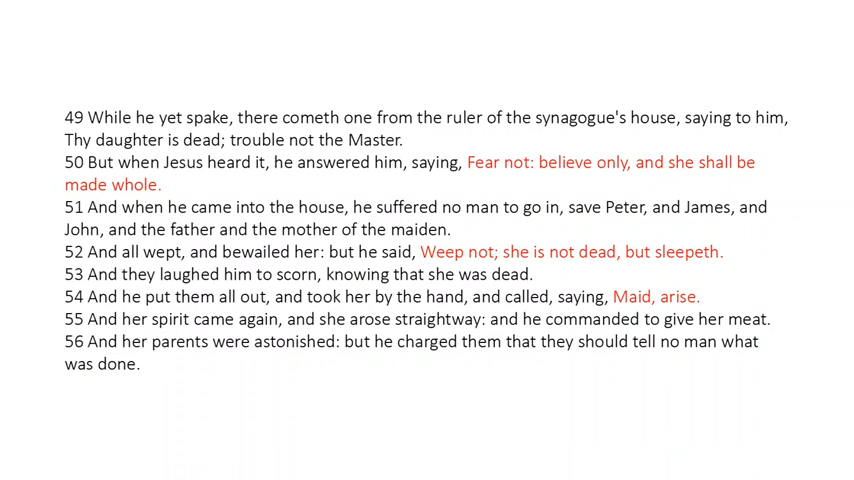 49 While he yet spake, there cometh one from the ruler of the synagogue's house, saying to him,
Thy daughter is dead; trouble not the Master.
50 But when Jesus heard it, he answered him, saying, Fear not: believe only, and she shall be
made whole.
51 And when he came into the house, he suffered no man to go in, save Peter, and James, and
John, and the father and the mother of the maiden.
52 And all wept, and bewailed her: but he said, Weep not; she is not dead, but sleepeth.
53 And they laughed him to scorn, knowing that she was dead.
54 And he put them all out, and took her by the hand, and called, saying, Maid, arise.
55 And her spirit came again, and she arose straightway: and he commanded to give her meat.
56 And her parents were astonished: but he charged them that they should tell no man what
was done.